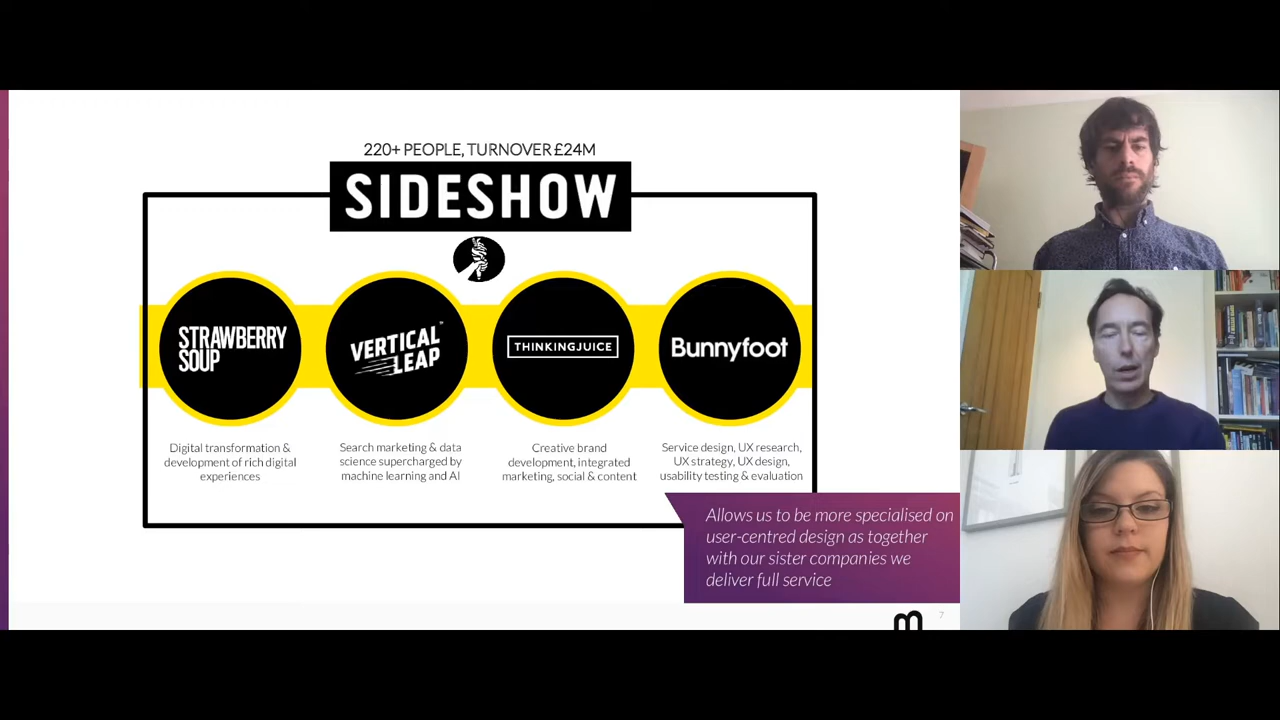 220+ PEOPLE, TURNOVER £24M
SIDESHOW
STRAWBERRY
SOUP
VERTICAL
LEAP
THINKINGJUICE
Bunnyfoot
Digital transformation &
development of rich digital
experiences
Search marketing & data
science supercharged by
machine learning and AI
Creative brand
development, integrated
marketing, social & content
Service design, UX research,
UX strategy, UX design,
usability testing & evaluation
Allows us to be more specialised on
user-centred design as together
with our sister companies we
deliver full service
7